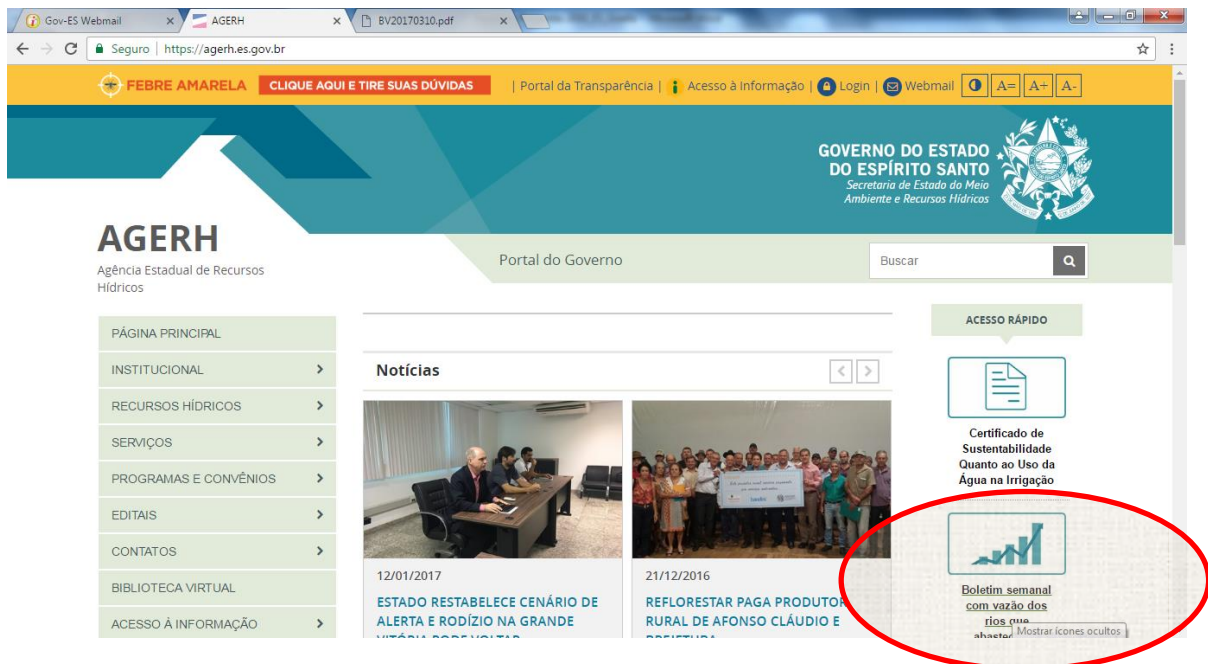 Gov-ES Webmail
AGERH
BV20170310.pdf
Seguro | https://agerh.es.gov.br
FEBRE AMARELA CLIQUE AQUI E TIRE SUAS DÚVIDAS | Portal da Transparência | Acesso à Informação | Login | Webmail A= A+ A-
GOVERNO DO ESTADO
DO ESPÍRITO SANTO
Secretaria de Estado do Meio
Ambiente e Recursos Hídricos
AGERH
Agência Estadual de Recursos
Hídricos
Portal do Governo
Buscar
PÁGINA PRINCIPAL
INSTITUCIONAL
RECURSOS HÍDRICOS
SERVIÇOS
PROGRAMAS E CONVÊNIOS
EDITAIS
CONTATOS
BIBLIOTECA VIRTUAL
ACESSO À INFORMAÇÃO
Notícias
12/01/2017
ESTADO RESTABELECE CENÁRIO DE
ALERTA E RODÍZIO NA GRANDE
VITÓRIA PODE VOLTAR
21/12/2016
REFLORESTAR PAGA PRODUTOR
RURAL DE AFONSO CLÁUDIO E
ACESSO RÁPIDO
Certificado de
Sustentabilidade
Quanto ao Uso da
Água na Irrigação
Boletim semanal
com vazão dos
rios que
Mostrar ícones ocultos